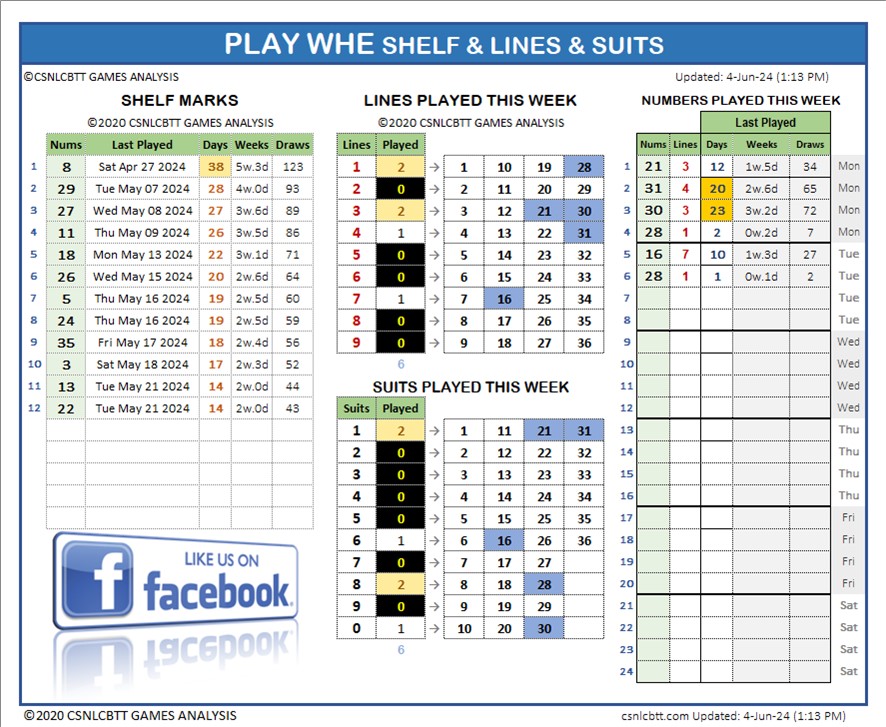 PLAY WHE SHELF & LINES & SUITS
©CSNLCBTT GAMES ANALYSIS
Updated: 4-Jun-24 (1:13 PM)
SHELF MARKS
©2020 CSNLCBTT GAMES ANALYSIS
Nums Last Played Days Weeks Draws
1 8 Sat Apr 27 2024 38 5w.3d 123
2 29 Tue May 07 2024 28 4w.0d 93
3 27 Wed May 08 2024 27 3w.6d 89
4 11 Thu May 09 2024 26 3w.5d 86
5 18 Mon May 13 2024 22 3w.1d 71
6 26 Wed May 15 2024 20 2w.6d 64
7 5 Thu May 16 2024 19 2w.5d 60
8 24 Thu May 16 2024 19 2w.5d 59
9 35 Fri May 17 2024 18 2w.4d 56
10 3 Sat May 18 2024 17 2w.3d 52
11 13 Tue May 21 2024 14 2w.0d 44
12 22 Tue May 21 2024 14 2w.0d 43
LIKE US ON
facebook.
LINES PLAYED THIS WEEK
©2020 CSNLCBTT GAMES ANALYSIS
Lines Played
1 2 → 1 10 19 28
2 0 → 2 11 20 29
3 2 → 3 12 21 30
4 1 → 4 13 22 31
5 0 → 5 14 23 32
6 0 → 6 15 24 33
7 1 → 7 16 25 34
8 0 → 8 17 26 35
9 0 → 9 18 27 36
6
SUITS PLAYED THIS WEEK
Suits Played
1 2 → 1 11 21 31
2 0 → 2 12 22 32
3 0 → 3 13 23 33
4 0 → 4 14 24 34
5 0 → 5 15 25 35
6 1 → 6 16 26 36
7 0 → 7 17 27
8 2 → 8 18 28
9 0 → 9 19 29
0 1 → 10 20 30
6
NUMBERS PLAYED THIS WEEK
Last Played
Nums Lines Days Weeks Draws
1 21 3 12 1w.5d 34 Mon
2 31 4 20 2w.6d 65 Mon
3 30 3 23 3w.2d 72 Mon
4 28 1 2 0w.2d 7 Mon
5 16 7 10 1w.3d 27 Tue
6 28 1 1 0w.1d 2 Tue
7 Tue
8 Tue
9 Wed
10 Wed
11 Wed
12 Wed
13 Thu
14 Thu
15 Thu
16 Thu
17 Fri
18 Fri
19 Fri
20 Fri
21 Sat
22 Sat
23 Sat
24 Sat
©2020 CSNLCBTT GAMES ANALYSIS
csnlcbtt.com Updated: 4-Jun-24 (1:13 PM)